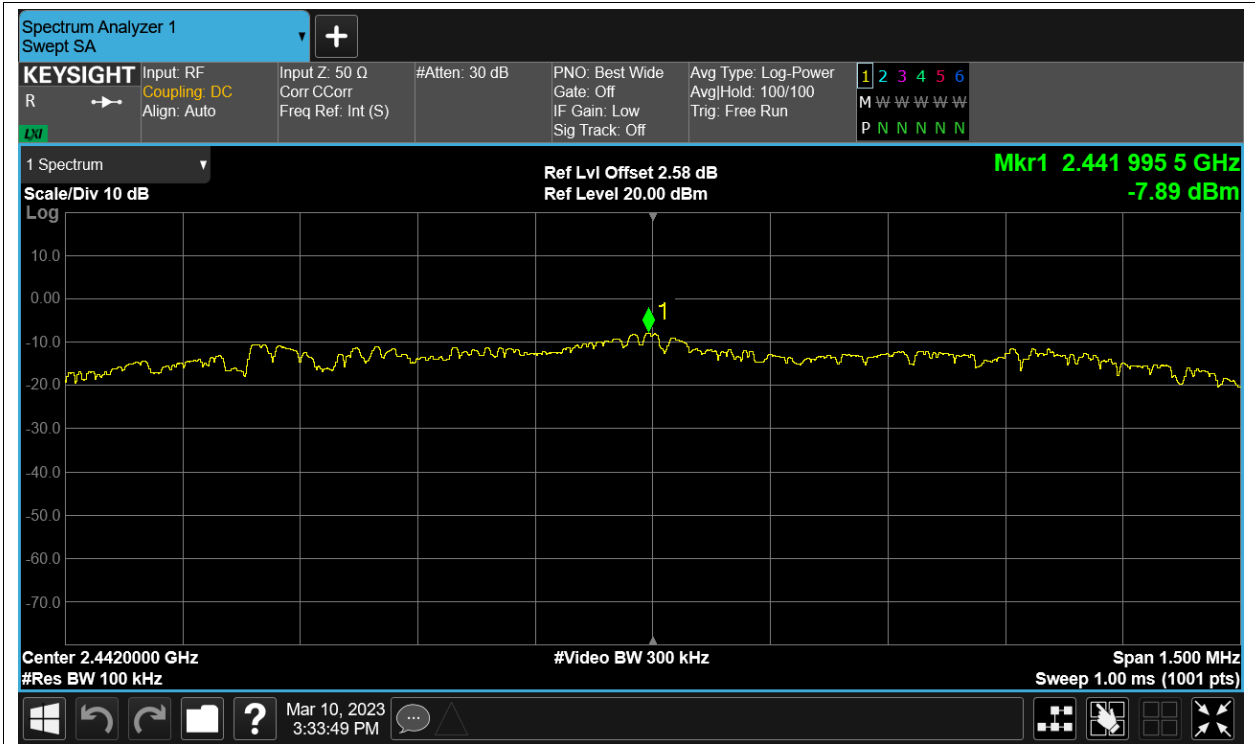 Spectrum Analyzer 1
Swept SA
+
KEYSIGHT
R
LXI
Input: RF
Coupling: DC
Align: Auto
Input Z: 50 Ω
Corr CCorr
Freq Ref: Int (S)
#Atten: 30 dB
PNO: Best Wide
Gate: Off
IF Gain: Low
Sig Track: Off
Avg Type: Log-Power
Avg|Hold: 100/100
Trig: Free Run
1 2 3 4 5 6
M W W W W W
P N N N N N
1 Spectrum
Scale/Div 10 dB
Log
Ref Lvl Offset 2.58 dB
Ref Level 20.00 dBm
Mkr1 2.441 995 5 GHz
-7.89 dBm
10.0
0.00
-10.0
-20.0
-30.0
-40.0
-50.0
-60.0
-70.0
1
Center 2.4420000 GHz
#Res BW 100 kHz
#Video BW 300 kHz
Span 1.500 MHz
Sweep 1.00 ms (1001 pts)
?
Mar 10, 2023
3:33:49 PM